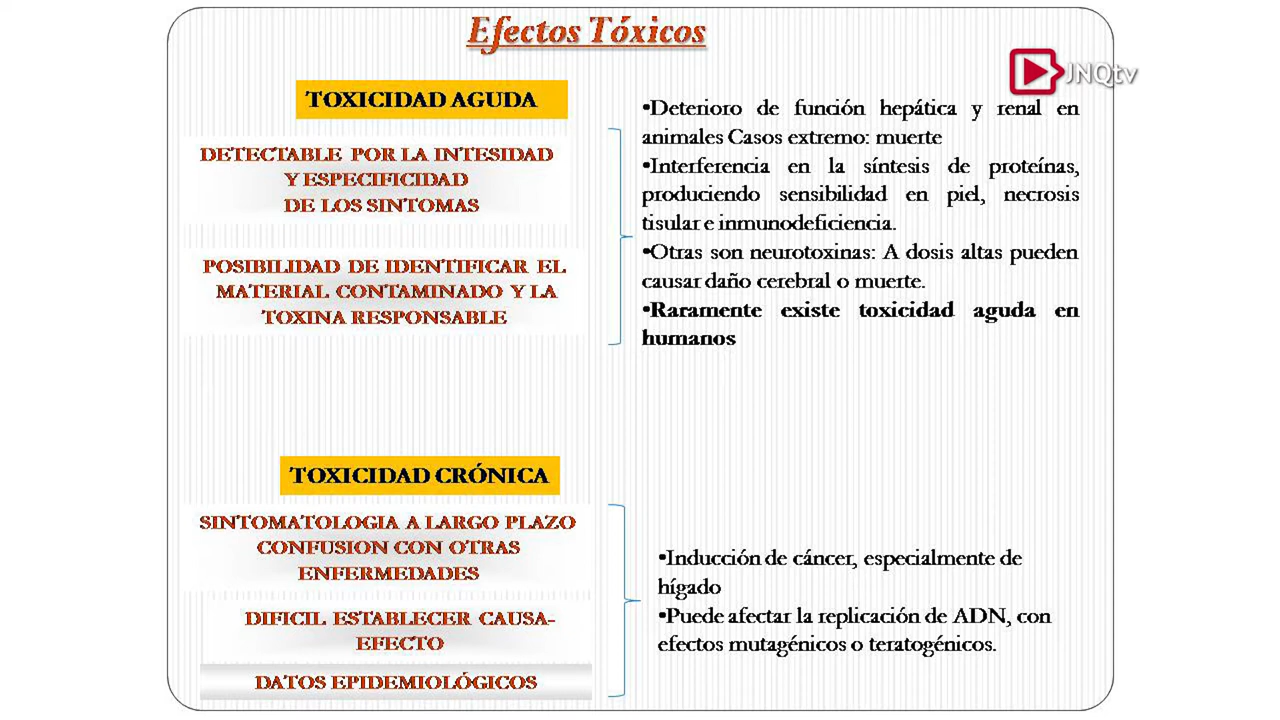 Efectos Tóxicos
JNQtv
TOXICIDAD AGUDA
DETECTABLE POR LA INTESIDAD
Y ESPECIFICIDAD
DE LOS SINTOMAS
POSIBILIDAD DE IDENTIFICAR EL
MATERIAL CONTAMINADO Y LA
TOXINA RESPONSABLE
•Deterioro de función hepática y renal en
animales Casos extremo: muerte
•Interferencia en la síntesis de proteínas,
produciendo sensibilidad en piel, necrosis
tisular e inmunodeficiencia.
•Otras son neurotoxinas: A dosis altas pueden
causar daño cerebral o muerte.
•Raramente existe toxicidad aguda en
humanos
TOXICIDAD CRÓNICA
SINTOMATOLOGIA A LARGO PLAZO
CONFUSION CON OTRAS
ENFERMEDADES
DIFICIL ESTABLECER CAUSA-
EFECTO
DATOS EPIDEMIOLÓGICOS
•Inducción de cáncer, especialmente de
hígado
•Puede afectar la replicación de ADN, con
efectos mutagénicos o teratogénicos.